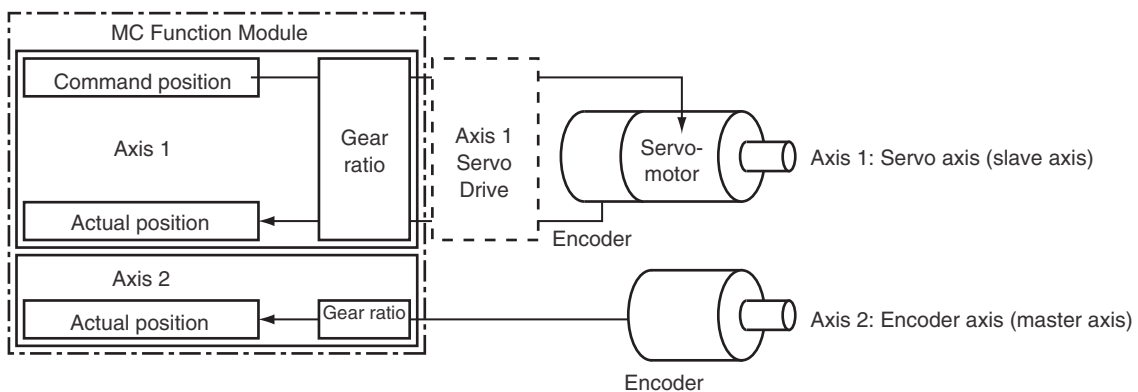 MC Function Module
Command position
Axis 1
Gear
ratio
Axis 1
Servo
Drive
Servo-
motor
Axis 1: Servo axis (slave axis)
Actual position
Encoder
Axis 2
Actual position
Gear ratio
Axis 2: Encoder axis (master axis)
Encoder